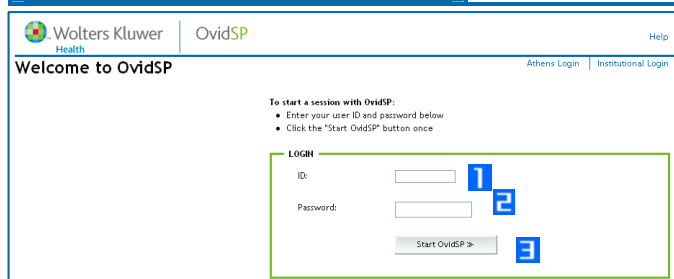 Wolters Kluwer
Health
OvidSP
Help
Welcome to OvidSP
Athens Login | Institutional Login
To start a session with OvidSP:
• Enter your user ID and password below
• Click the "Start OvidSP" button once
LOGIN
ID:
1
Password:
2
Start OvidSP >>
3